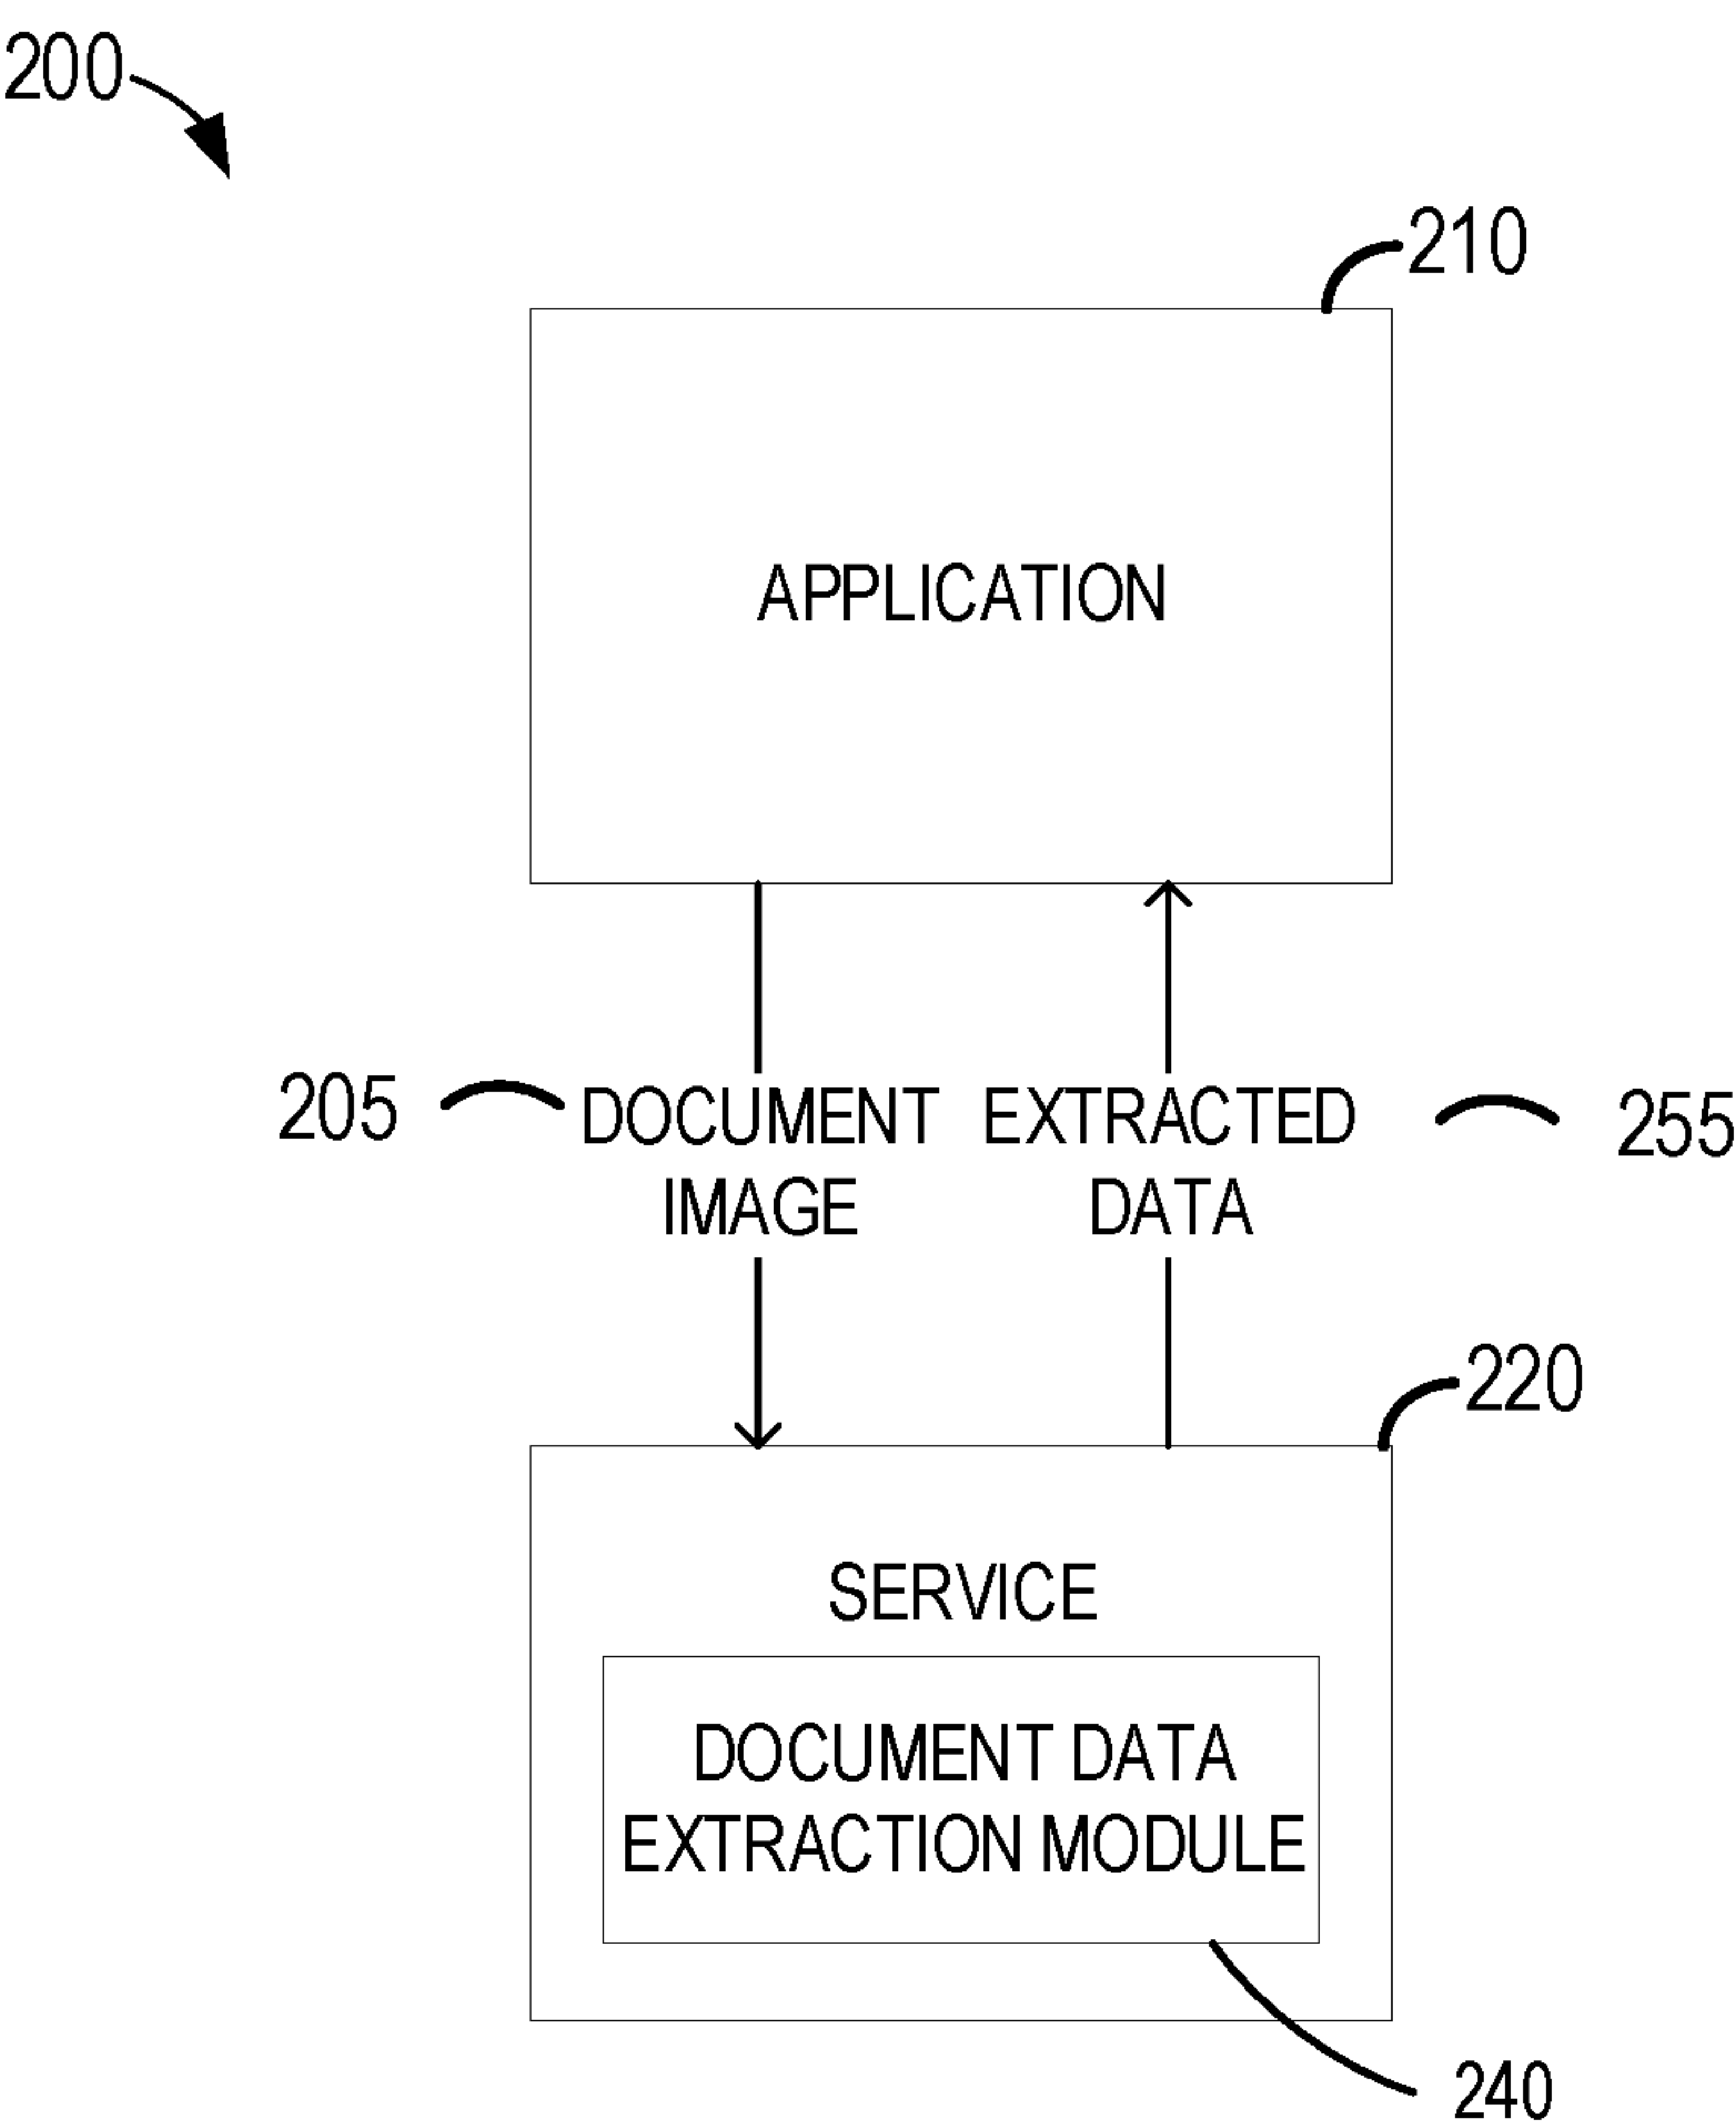 200
210
APPLICATION
205
DOCUMENT
IMAGE
EXTRACTED
DATA
255
220
SERVICE
DOCUMENT DATA
EXTRACTION MODULE
240